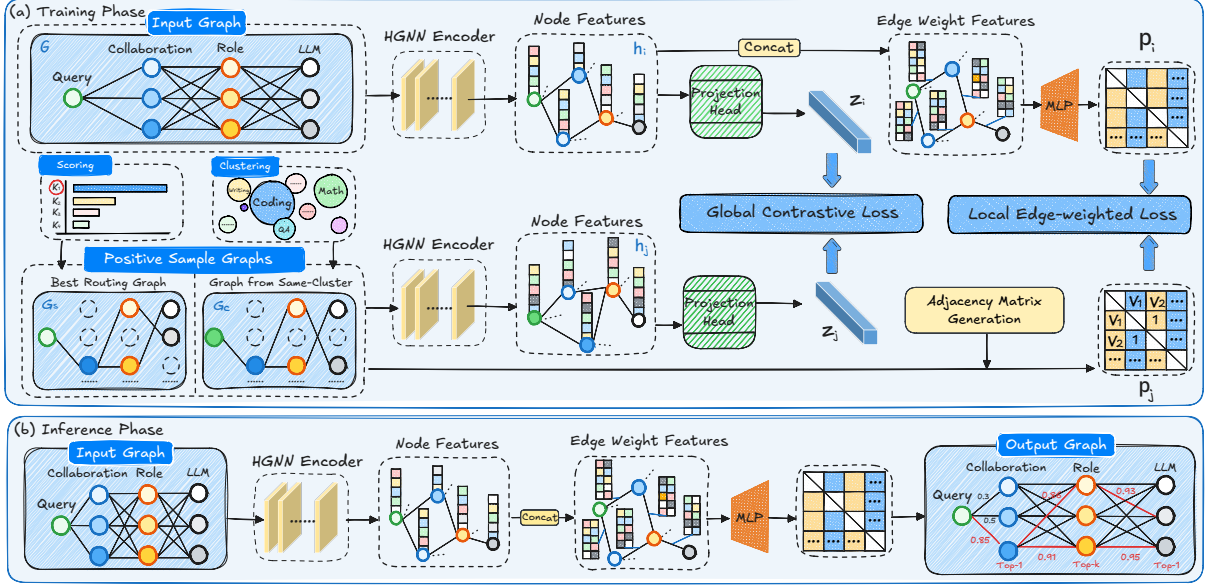 (a) Training Phase
Input Graph
G
Collaboration
Role
LLM
Query
HGNN Encoder
......
Node Features
hᵢ
Concat
Edge Weight Features
Projection
Head
zᵢ
MLP
pᵢ
...
...
... ... ...
Scoring
K₁
K₂
K₃
Clustering
Writing
......
Math
Coding
......
......
QA
Global Contrastive Loss
Local Edge-weighted Loss
Positive Sample Graphs
Best Routing Graph
Graph from Same-Cluster
Gs
Gc
......
......
......
......
......
......
HGNN Encoder
......
Node Features
hⱼ
Projection
Head
zⱼ
Adjacency Matrix
Generation
V₁ V₂ ...
V₁ 1 ...
V₂ 1 ...
... ... ...
pⱼ
(b) Inference Phase
Input Graph
Collaboration
Role
LLM
Query
HGNN Encoder
......
Node Features
Concat
Edge Weight Features
MLP
...
...
... ... ...
Output Graph
Collaboration
Role
LLM
Query
0.3
0.5
0.85
0.86
0.93
0.91
0.95
Top-1
Top-k
Top-1